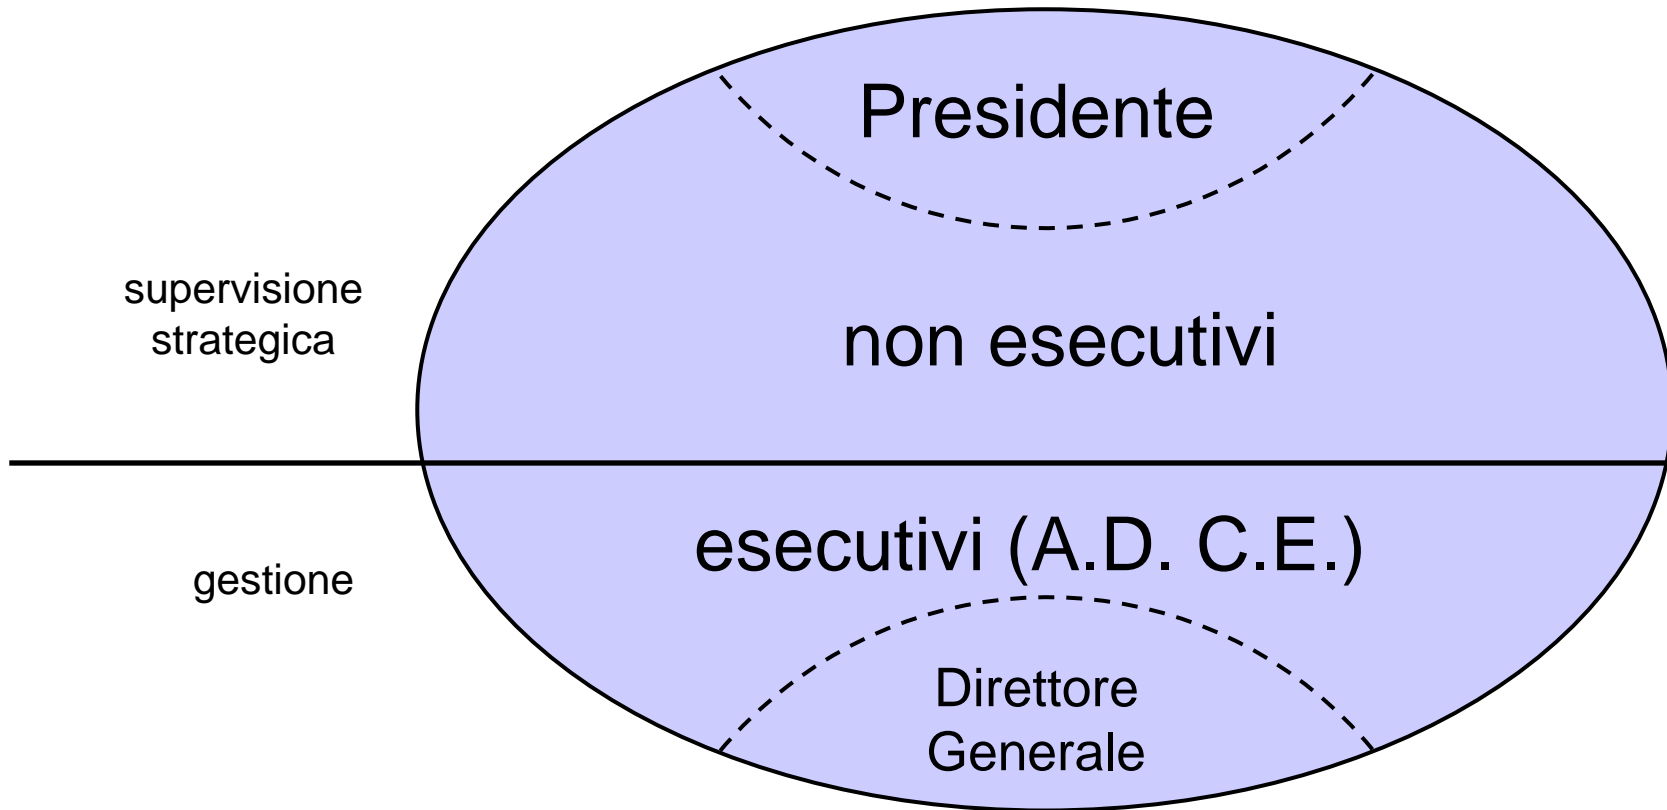 Presidente
supervisione
strategica
non esecutivi
esecutivi (A.D. C.E.)
gestione
Direttore
Generale